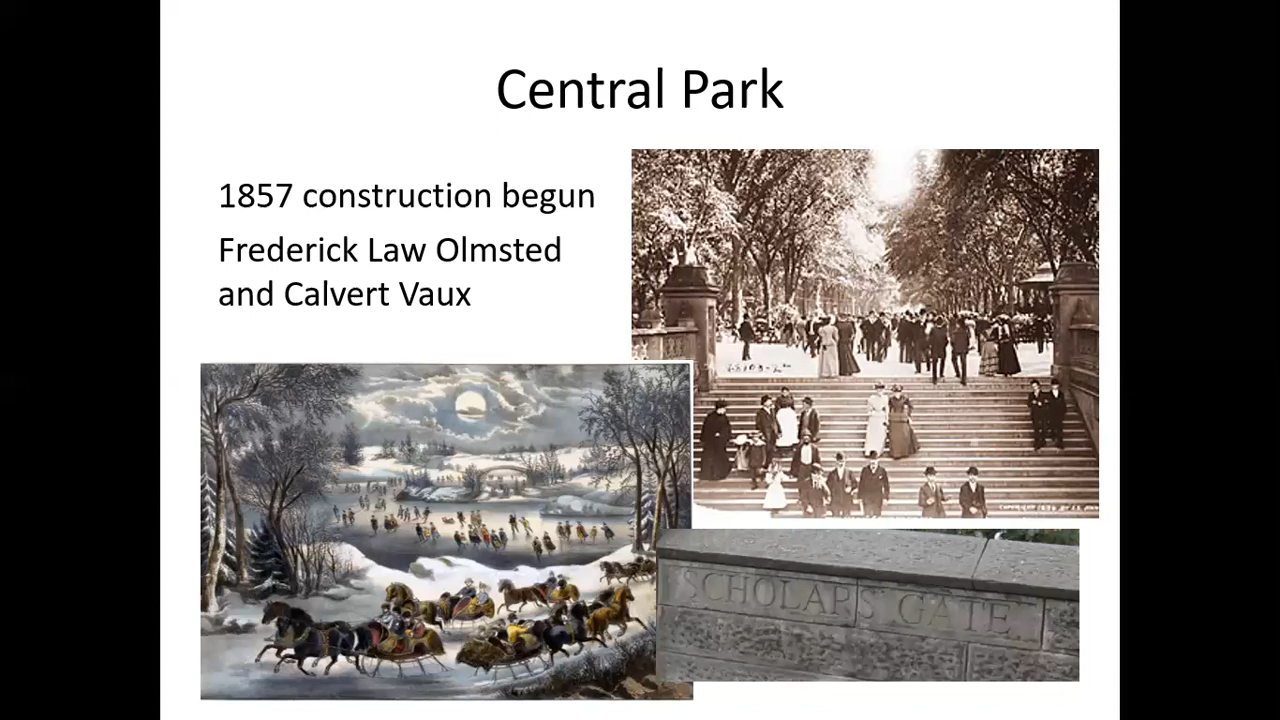 Central Park
1857 construction begun
Frederick Law Olmsted
and Calvert Vaux
SCHOLARS' GATE